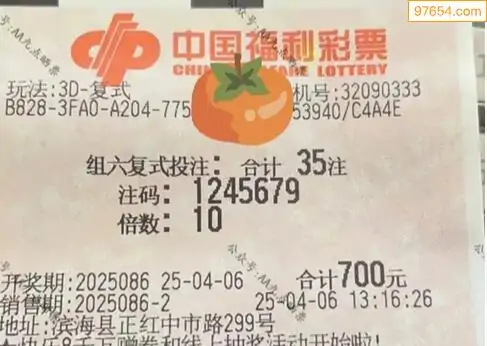 97654.com
中国福利彩票
LOTTERY
玩法:3D-复式 机号:32090333
B828-3FA0-A204-775 53940/C4A4E
组六复式投注: 合计 35注
注码: 1245679
倍数: 10
开奖期:2025086 25-04-06 合计700元
销售期:2025086-2 25-04-06 13:16:26
地址:滨海县正红中市路299号